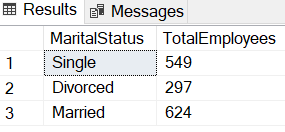 Results Messages
MaritalStatus TotalEmployees
1 Single 549
2 Divorced 297
3 Married 624